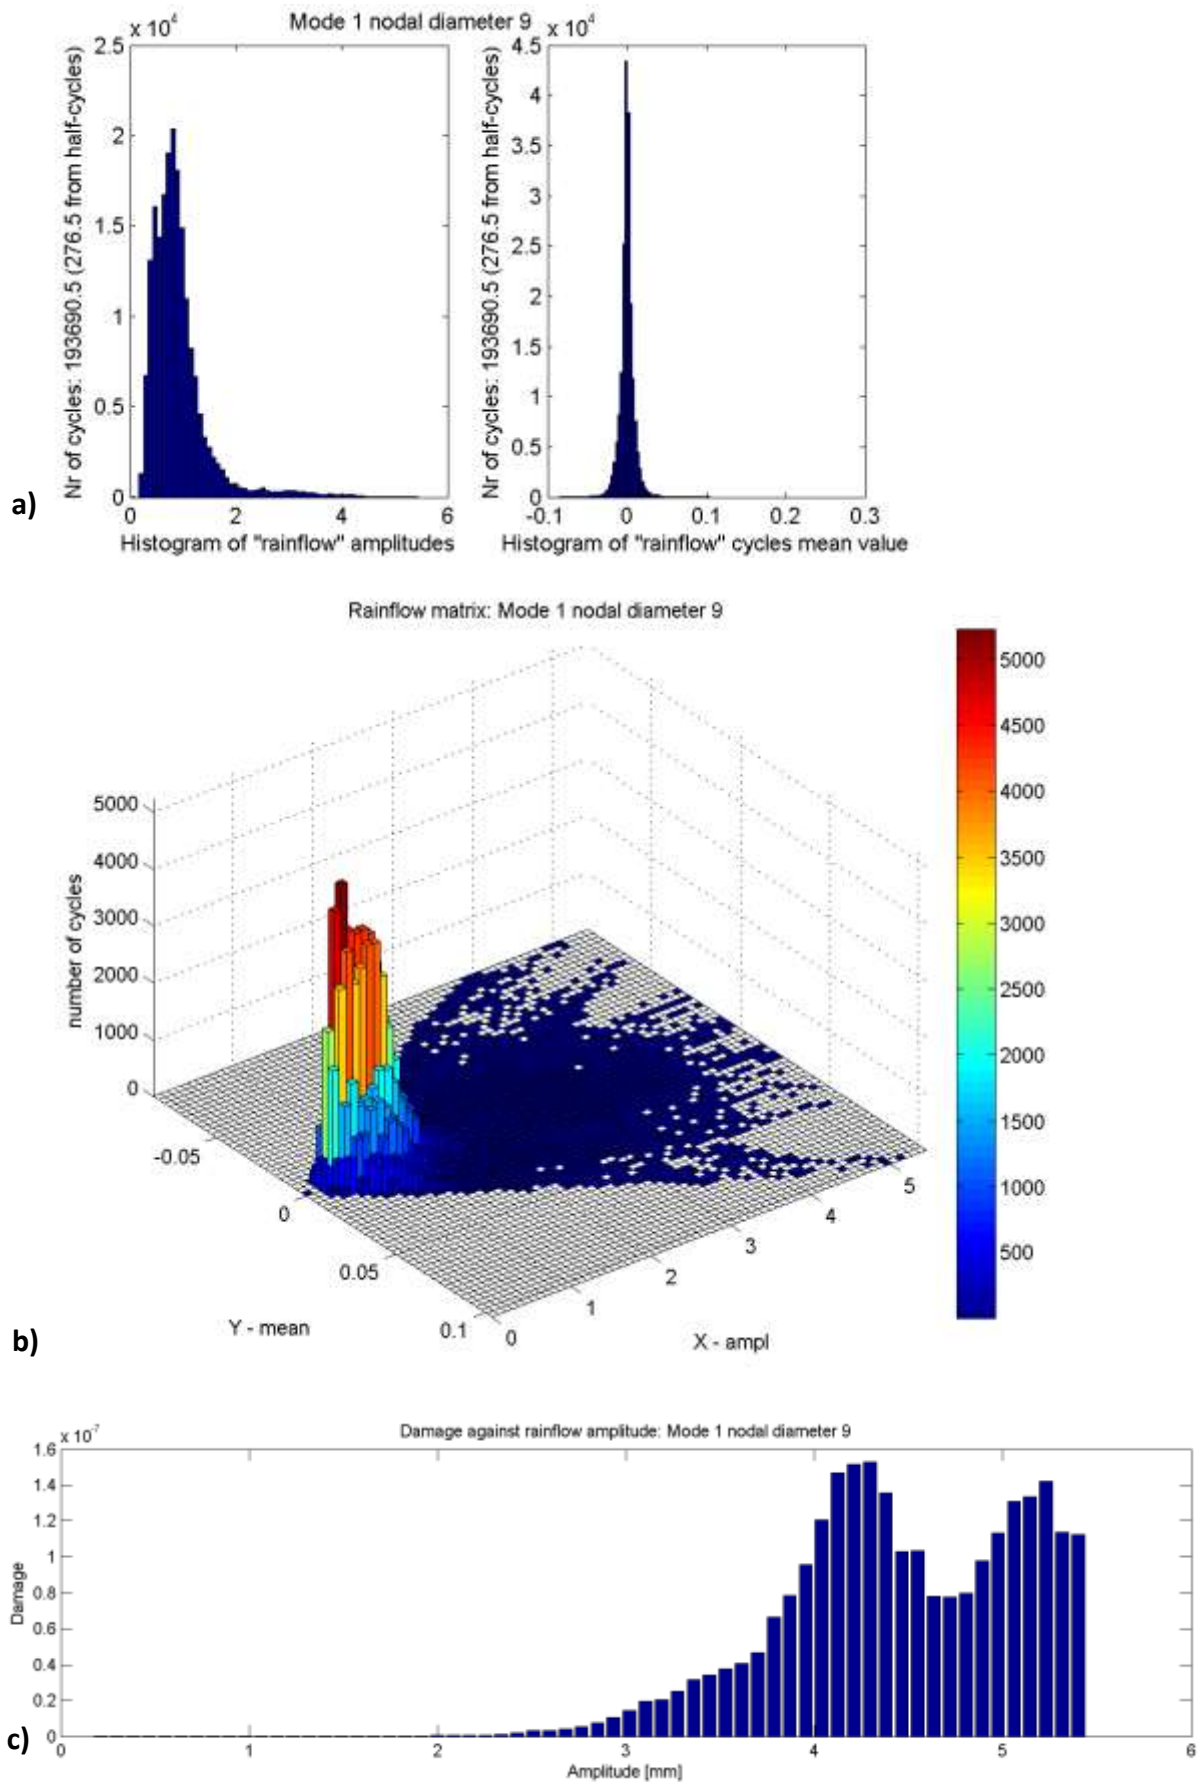 Mode 1 nodal diameter 9
x 10⁴
2.5
2
1.5
1
0.5
0
0 2 4 6
Nr of cycles: 193690.5 (276.5 from half-cycles)
Histogram of "rainflow" amplitudes
x 10⁴
4.5
4
3.5
3
2.5
2
1.5
1
0.5
0
-0.1 0 0.1 0.2 0.3
Nr of cycles: 193690.5 (276.5 from half-cycles)
Histogram of "rainflow" cycles mean value
a)
Rainflow matrix: Mode 1 nodal diameter 9
5000
4000
3000
2000
1000
0
number of cycles
-0.05
0
0.05
0.1
Y - mean
0
1
2
3
4
5
X - ampl
5000
4500
4000
3500
3000
2500
2000
1500
1000
500
b)
Damage against rainflow amplitude: Mode 1 nodal diameter 9
x 10⁻⁷
1.6
1.4
1.2
1
0.8
0.6
0.4
0.2
0
Damage
0 1 2 3 4 5 6
Amplitude [mm]
c)